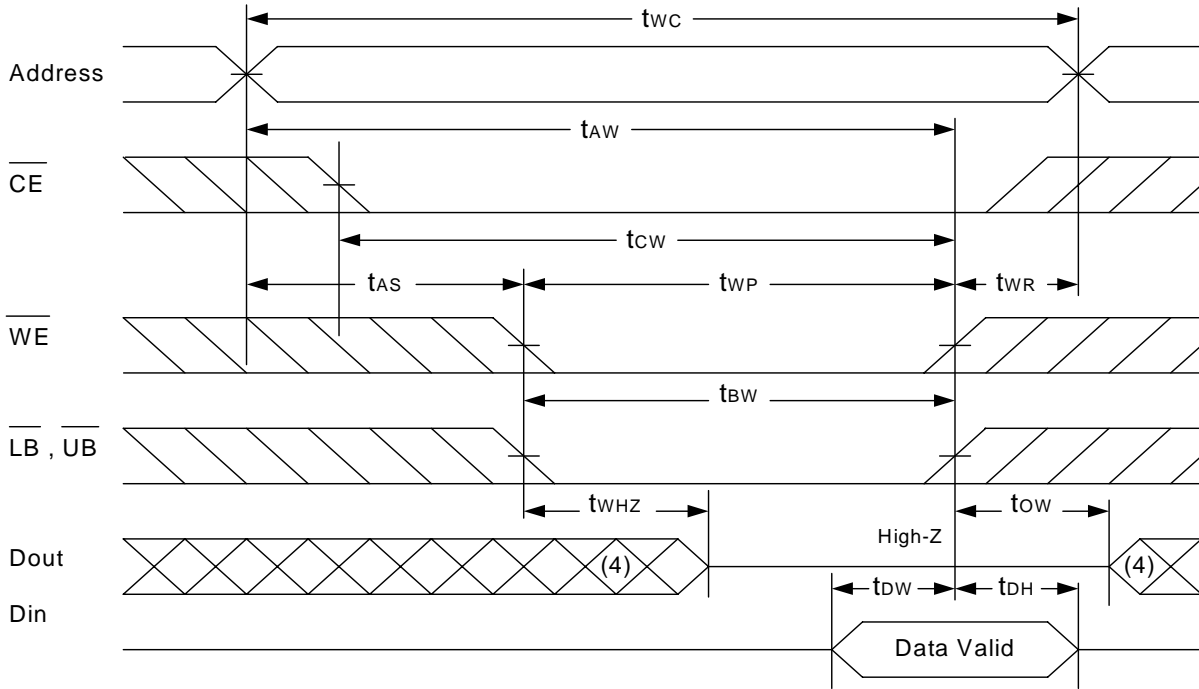 tWC
Address
tAW
CE
tCW
tAS tWP tWR
WE
tBW
LB , UB
tWHZ tOW
High-Z
Dout (4) (4)
tDW tDH
Din
Data Valid